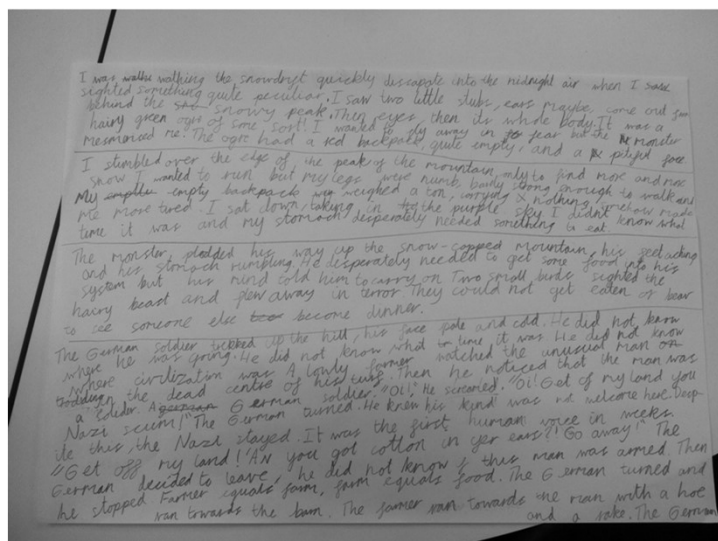 I was watching the snowdrift quickly dissapate into the midnight air when I
sighted something quite peculiar. I saw two little stubs, ears maybe, come out from
behind the snowy peak. Then eyes, then its whole body. It was a
hairy green ogre of some sort! I wanted to fly away in fear but the monster
mesmorized me. The ogre had a red backpack, quite empty, and a pitiful face
I stumbled over the edge of the peak of the mountain, only to find more and more
snow I wanted to run but my legs were numb, barly strong enough to walk and
My empty backpack weighed a ton, carrying nothing, somehow made
me more tired. I sat down, taking in the purple sky I didn't know what
time it was and my stomach desperately needed something to eat.
The monster plodded his way up the snow-capped mountain, his feet aching
and his stomach rumbling. He desperately needed to get some food into his
system but his mind told him to carry on Two small birds sighted the
hairy beast and flew away in terror. They could not get eaten or bear
to see someone else become dinner.
The German soldier trekked up the hill, his face pale and cold. He did not know
where he was going. He did not know what time it was. He did not know
where civilization was. A lonly farmer watched the unusual man on
the dead centre of his turf. Then he noticed that the man was
a soldier. A German soldier. "Oi!" He screamed. "Oi! Get of my land you
Nazi scum!" The German turned. He knew his kind was not welcome here. Desp-
ite this, the Nazi stayed. It was the first human voice in weeks.
"Get off my land! 'AV you got cotton in yer ears?! Go away!" The
German decided to leave, he did not know if this man was armed. Then
he stopped. Farmer equals farm, farm equals food. The German turned and
ran towards the barn. The farmer ran towards the man with a hoe
and a rake. The German